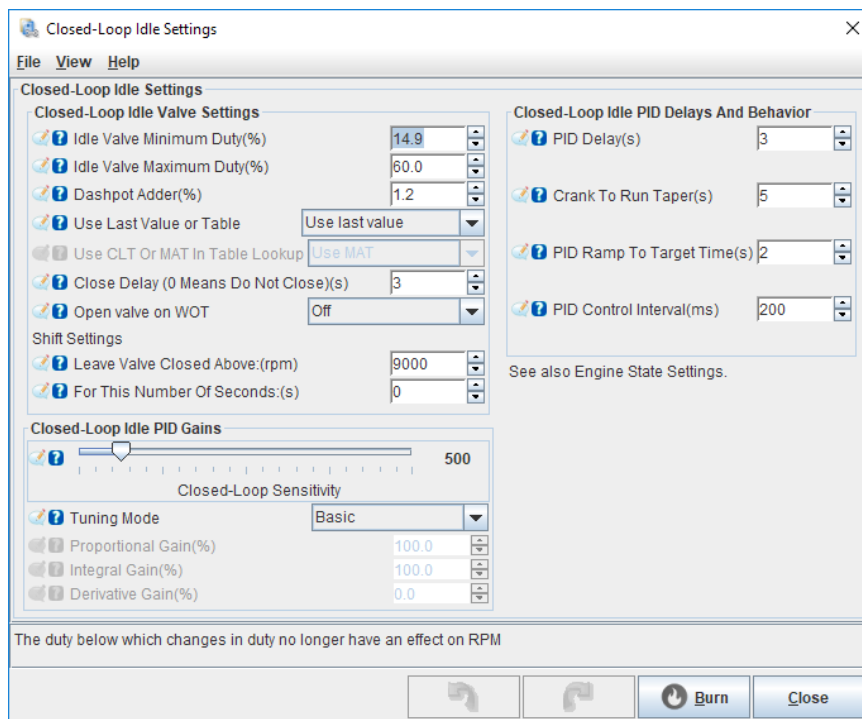 Closed-Loop Idle Settings
File View Help
Closed-Loop Idle Settings
Closed-Loop Idle Valve Settings
Idle Valve Minimum Duty(%) 14.9
Idle Valve Maximum Duty(%) 60.0
Dashpot Adder(%) 1.2
Use Last Value or Table Use last value
Use CLT Or MAT In Table Lookup Use MAT
Close Delay (0 Means Do Not Close)(s) 3
Open valve on WOT Off
Shift Settings
Leave Valve Closed Above:(rpm) 9000
For This Number Of Seconds:(s) 0
Closed-Loop Idle PID Gains
500
Closed-Loop Sensitivity
Tuning Mode Basic
Proportional Gain(%) 100.0
Integral Gain(%) 100.0
Derivative Gain(%) 0.0
Closed-Loop Idle PID Delays And Behavior
PID Delay(s) 3
Crank To Run Taper(s) 5
PID Ramp To Target Time(s) 2
PID Control Interval(ms) 200
See also Engine State Settings.
The duty below which changes in duty no longer have an effect on RPM
Burn Close